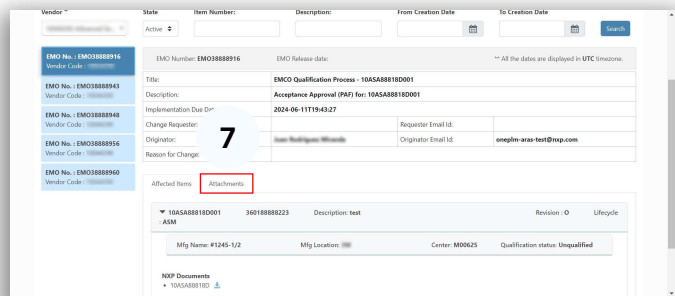 Vendor * State Item Number: Description: From Creation Date To Creation Date
Active Search
EMO No. : EMO38888916
Vendor Code :
EMO No. : EMO38888943
Vendor Code :
EMO No. : EMO38888948
Vendor Code :
EMO No. : EMO38888956
Vendor Code :
EMO No. : EMO38888960
Vendor Code :
EMO Number: EMO38888916 EMO Release date: ** All the dates are displayed in UTC timezone.
Title: EMCO Qualification Process - 10ASA88818D001
Description: Acceptance Approval (PAF) for: 10ASA88818D001
Implementation Due 2024-06-11T19:43:27
Change Requester: Requester Email Id:
Originator: Juan Rodriguez Miranda Originator Email Id: oneplm-aras-test@nxp.com
Reason for Change:
7
Affected Items Attachments
10ASA88818D001 360188888223 Description: test Revision : O Lifecycle
: ASM
Mfg Name: #1245-1/2 Mfg Location: Center: M00625 Qualification status: Unqualified
NXP Documents
• 10ASA88818D